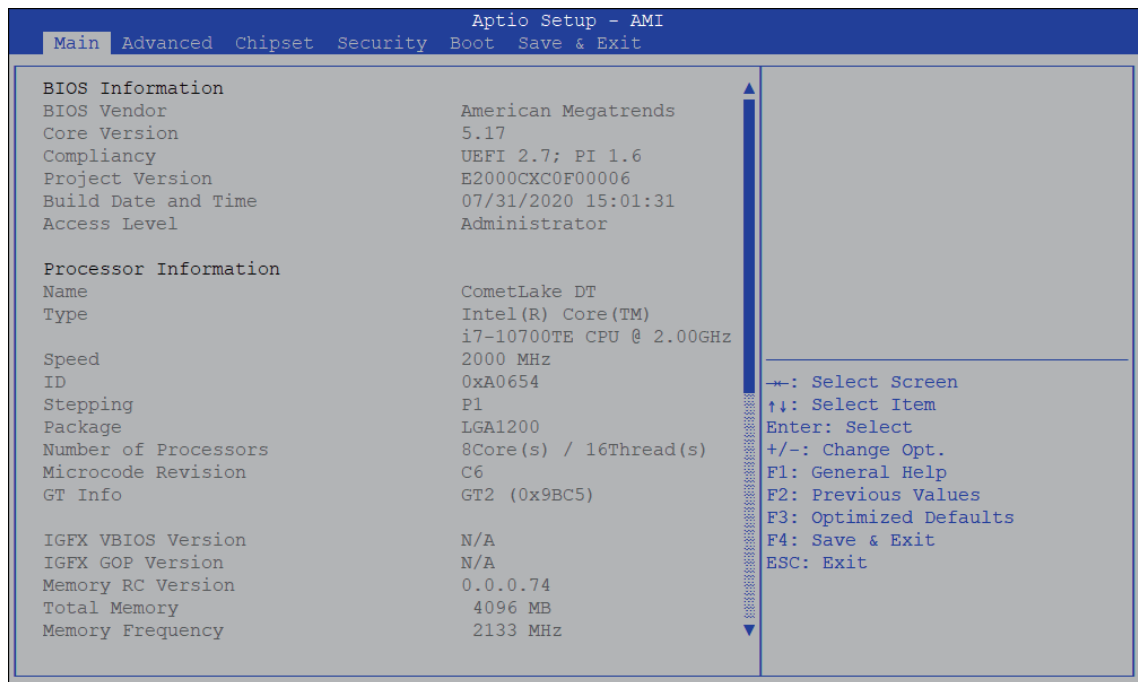 Aptio Setup - AMI
Main Advanced Chipset Security Boot Save & Exit
BIOS Information
BIOS Vendor American Megatrends
Core Version 5.17
Compliancy UEFI 2.7; PI 1.6
Project Version E2000CXC0F00006
Build Date and Time 07/31/2020 15:01:31
Access Level Administrator
Processor Information
Name CometLake DT
Type Intel(R) Core(TM)
i7-10700TE CPU @ 2.00GHz
Speed 2000 MHz
ID 0xA0654
Stepping P1
Package LGA1200
Number of Processors 8Core(s) / 16Thread(s)
Microcode Revision C6
GT Info GT2 (0x9BC5)
IGFX VBIOS Version N/A
IGFX GOP Version N/A
Memory RC Version 0.0.0.74
Total Memory 4096 MB
Memory Frequency 2133 MHz
→←: Select Screen
↑↓: Select Item
Enter: Select
+/-: Change Opt.
F1: General Help
F2: Previous Values
F3: Optimized Defaults
F4: Save & Exit
ESC: Exit